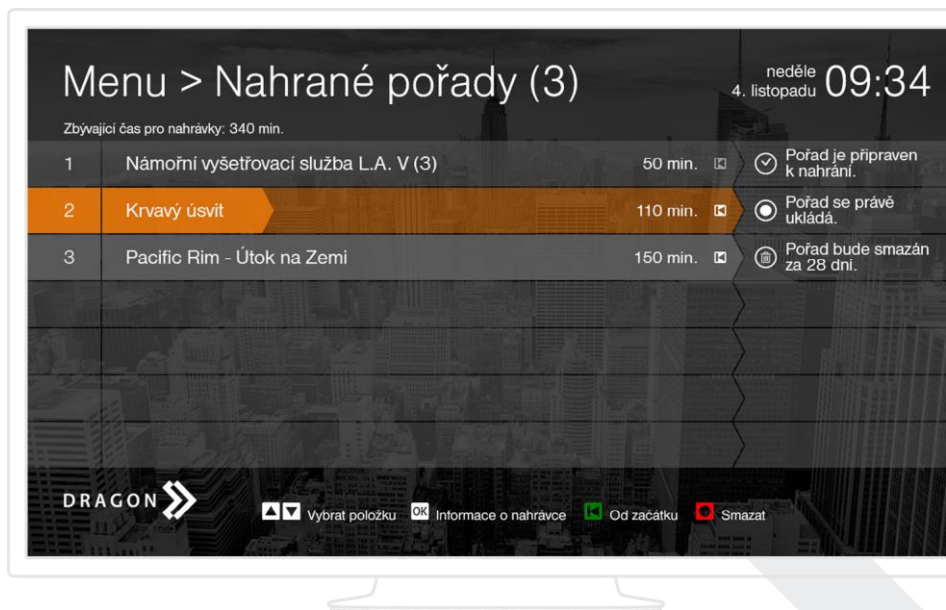 Menu > Nahrané pořady (3)
neděle
4. listopadu 09:34
Zbývající čas pro nahrávky: 340 min.
1 Námořní vyšetřovací služba L.A. V (3) 50 min. Pořad je připraven
k nahrání.
2 Krvavý úsvit 110 min. Pořad se právě
ukládá.
3 Pacific Rim - Útok na Zemi 150 min. Pořad bude smazán
za 28 dní.
DRAGON
Vybrat položku OK Informace o nahrávce Od začátku Smazat